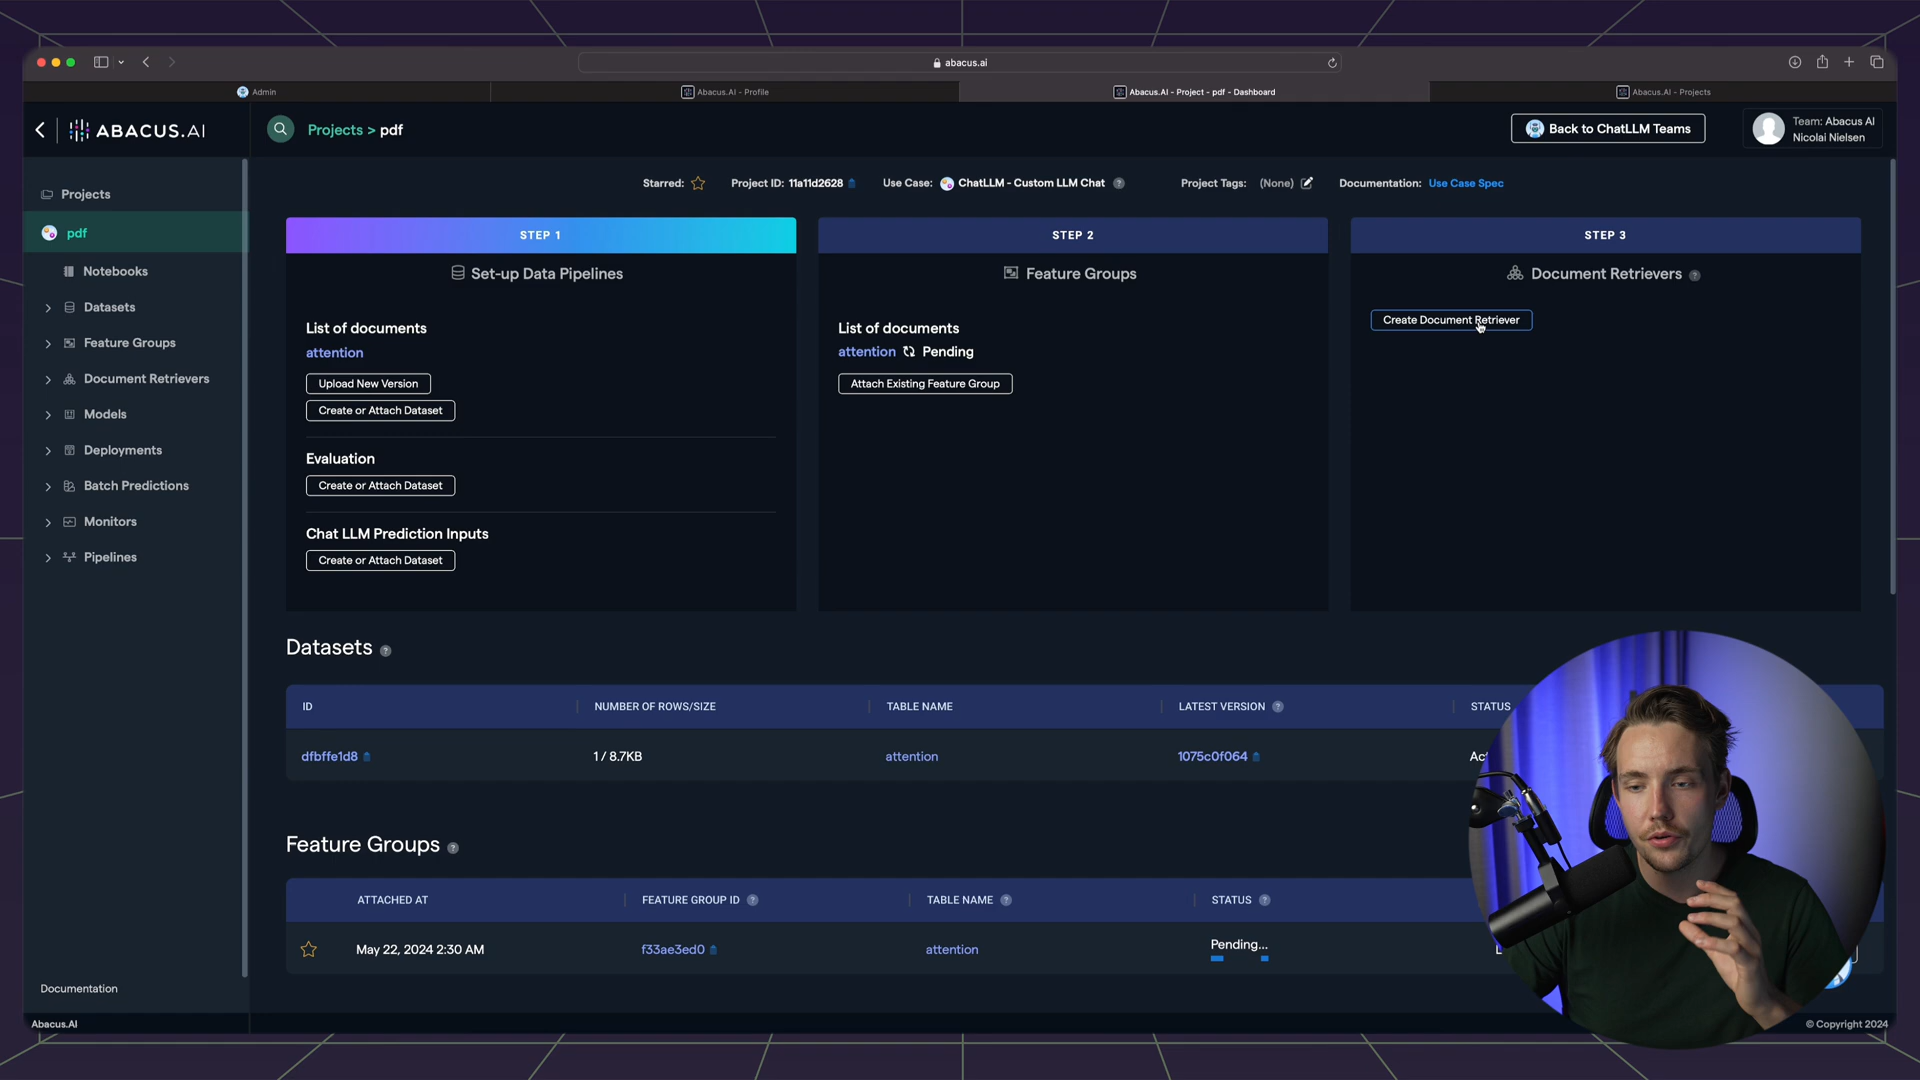 abacus.ai
Admin
Abacus.AI - Profile
Abacus.AI - Project - pdf - Dashboard
Abacus.AI - Projects
ABACUS.AI
Projects > pdf
Back to ChatLLM Teams
Team: Abacus AI
Nicolai Nielsen
Projects
pdf
Notebooks
Datasets
Feature Groups
Document Retrievers
Models
Deployments
Batch Predictions
Monitors
Pipelines
Documentation
Abacus.AI
Starred:
Project ID: 11a11d2628
Use Case: ChatLLM - Custom LLM Chat
Project Tags: (None)
Documentation: Use Case Spec
STEP 1
Set-up Data Pipelines
List of documents
attention
Upload New Version
Create or Attach Dataset
Evaluation
Create or Attach Dataset
Chat LLM Prediction Inputs
Create or Attach Dataset
STEP 2
Feature Groups
List of documents
attention Pending
Attach Existing Feature Group
STEP 3
Document Retrievers
Create Document Retriever
Datasets
ID NUMBER OF ROWS/SIZE TABLE NAME LATEST VERSION STATUS
dfbffe1d8 1 / 8.7KB attention 1075c0f064
Feature Groups
ATTACHED AT FEATURE GROUP ID TABLE NAME STATUS
May 22, 2024 2:30 AM f33ae3ed0 attention Pending...
© Copyright 2024